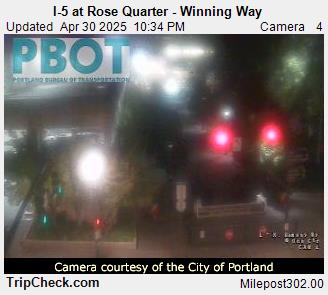 I-5 at Rose Quarter - Winning Way
Updated Apr 30 2025 10:34 PM Camera 4
PBOT
PORTLAND BUREAU OF TRANSPORTATION
Camera courtesy of the City of Portland
TripCheck.com Milepost302.00